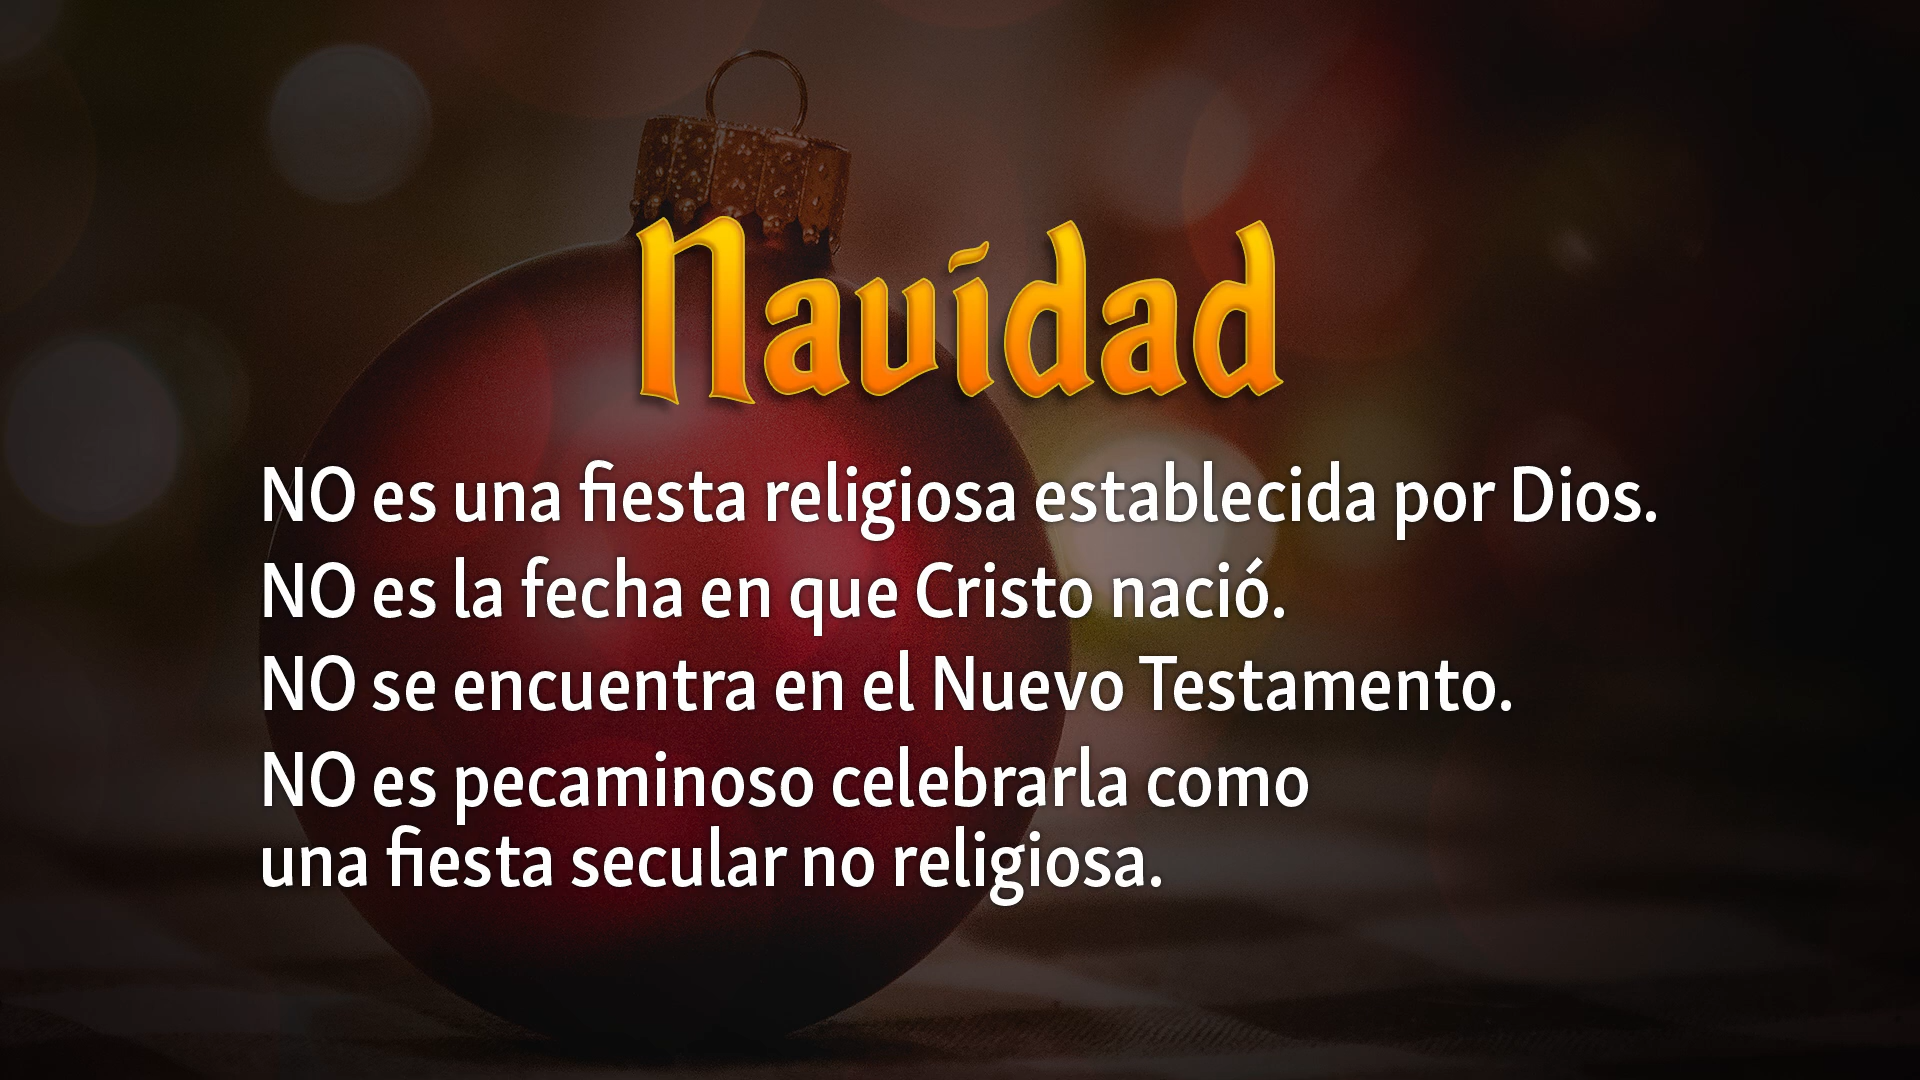 Navídad
NO es una fiesta religiosa establecida por Dios.
NO es la fecha en que Cristo nació.
NO se encuentra en el Nuevo Testamento.
NO es pecaminoso celebrarla como
una fiesta secular no religiosa.